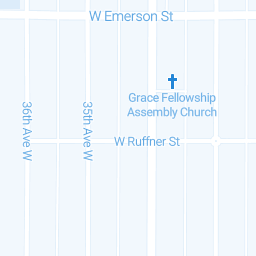 W Emerson St
Grace Fellowship
Assembly Church
36th Ave W
35th Ave W
W Ruffner St